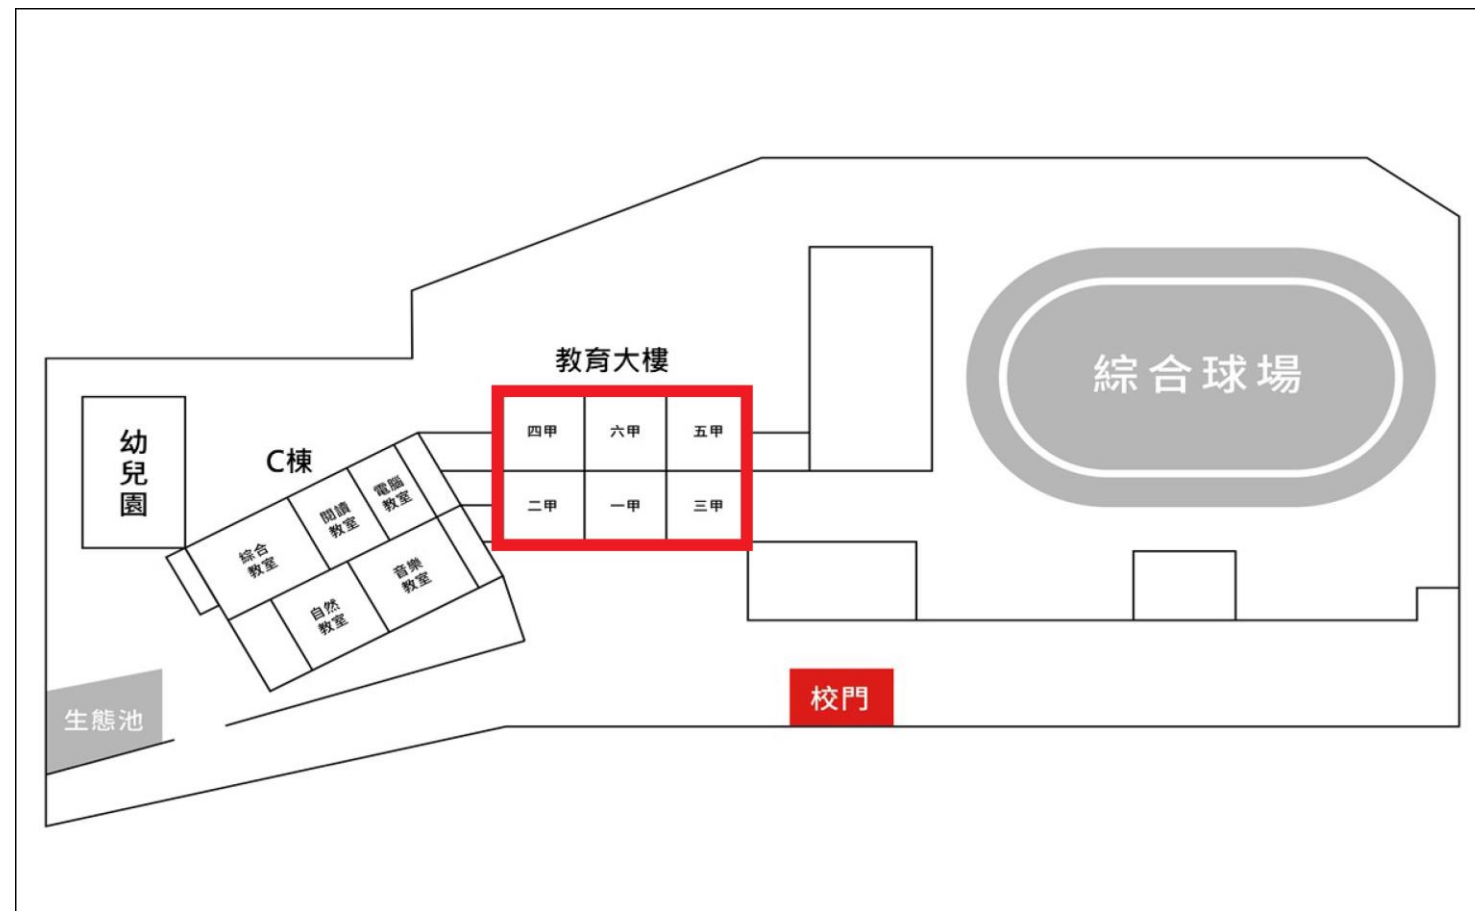 教育大樓
綜合球場
四甲
六甲
五甲
二甲
一甲
三甲
幼
兒
園
C棟
電腦
教室
閱讀
教室
綜合
教室
音樂
教室
自然
教室
生態池
校門